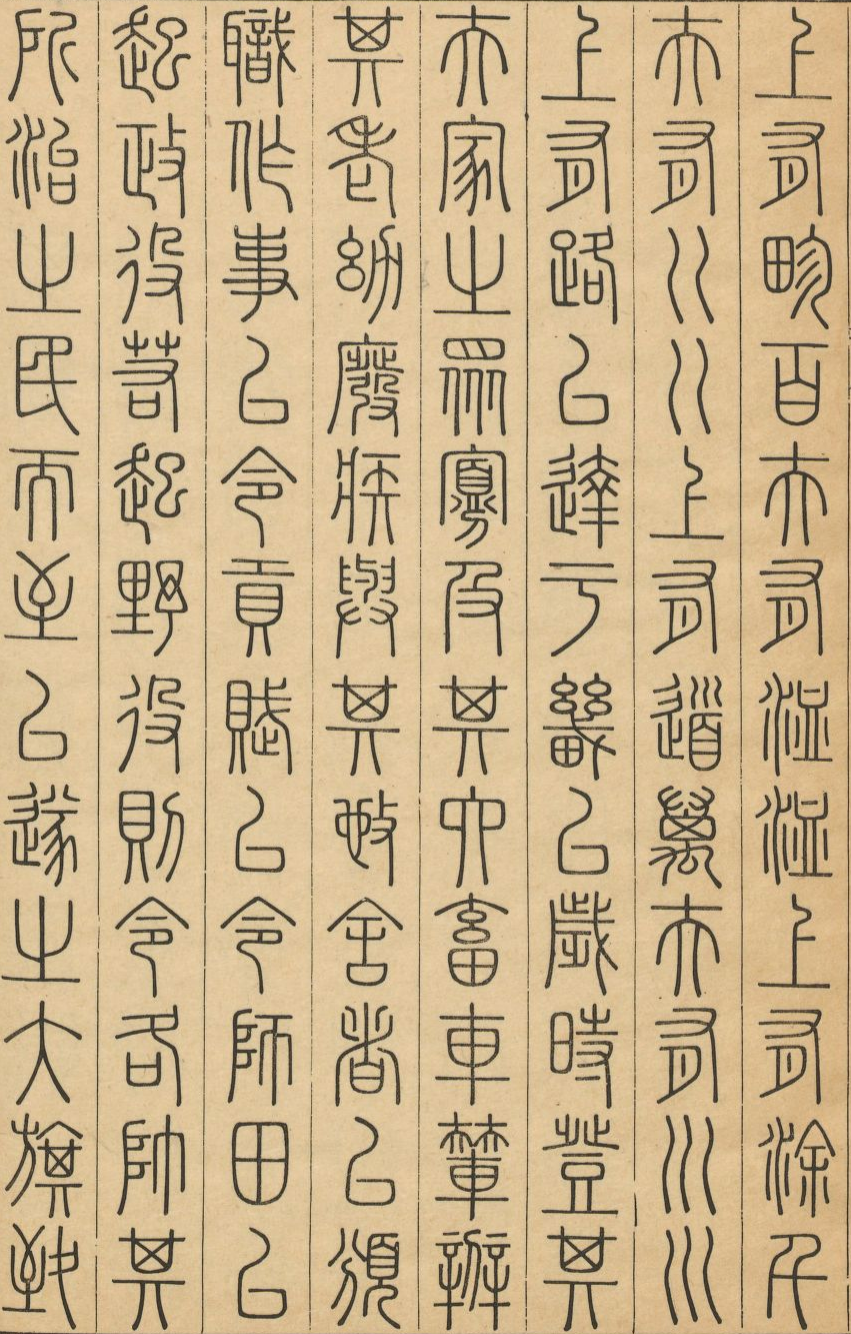 上有畛百夫有洫洫上有涂千
夫有巜巜上有道萬夫有川川
上有路以達于畿以歲時登其
夫家之眾寡及其六畜車輦辨
其老幼廢疾與其施舍者以頒
職作事以令貢賦以令師田以
起政役若起野役則令各帥其
所治之民而至以遂之大旗致